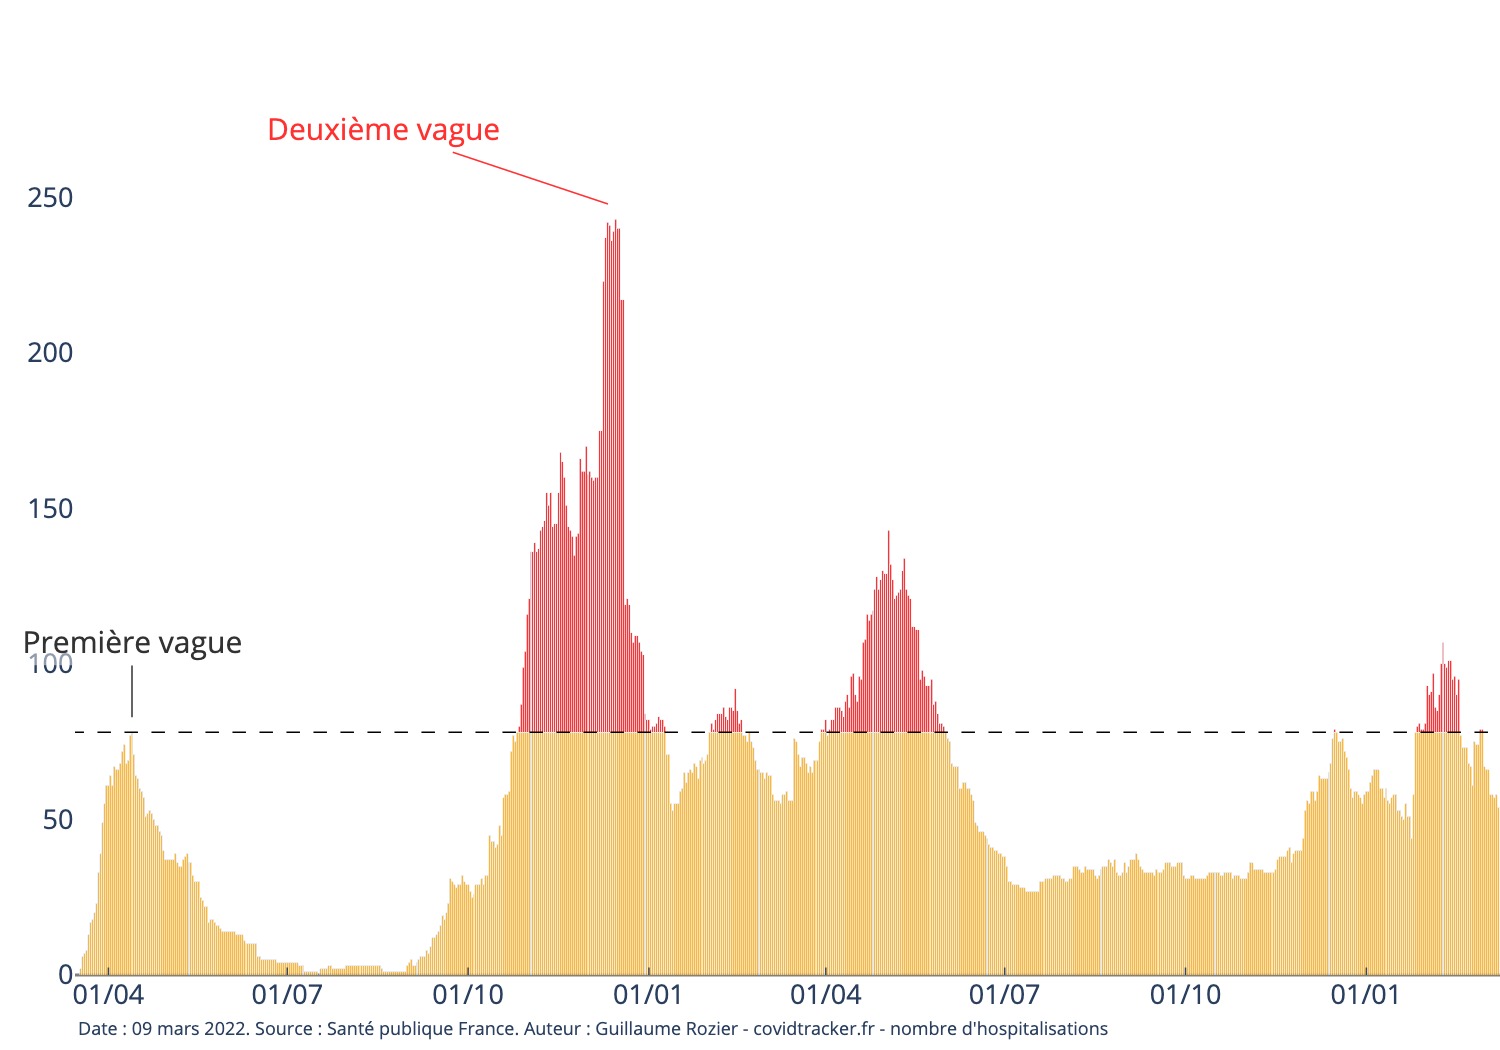 Deuxième vague
250
200
150
Première vague
100
50
0
01/04 01/07 01/10 01/01 01/04 01/07 01/10 01/01
Date : 09 mars 2022. Source : Santé publique France. Auteur : Guillaume Rozier - covidtracker.fr - nombre d'hospitalisations